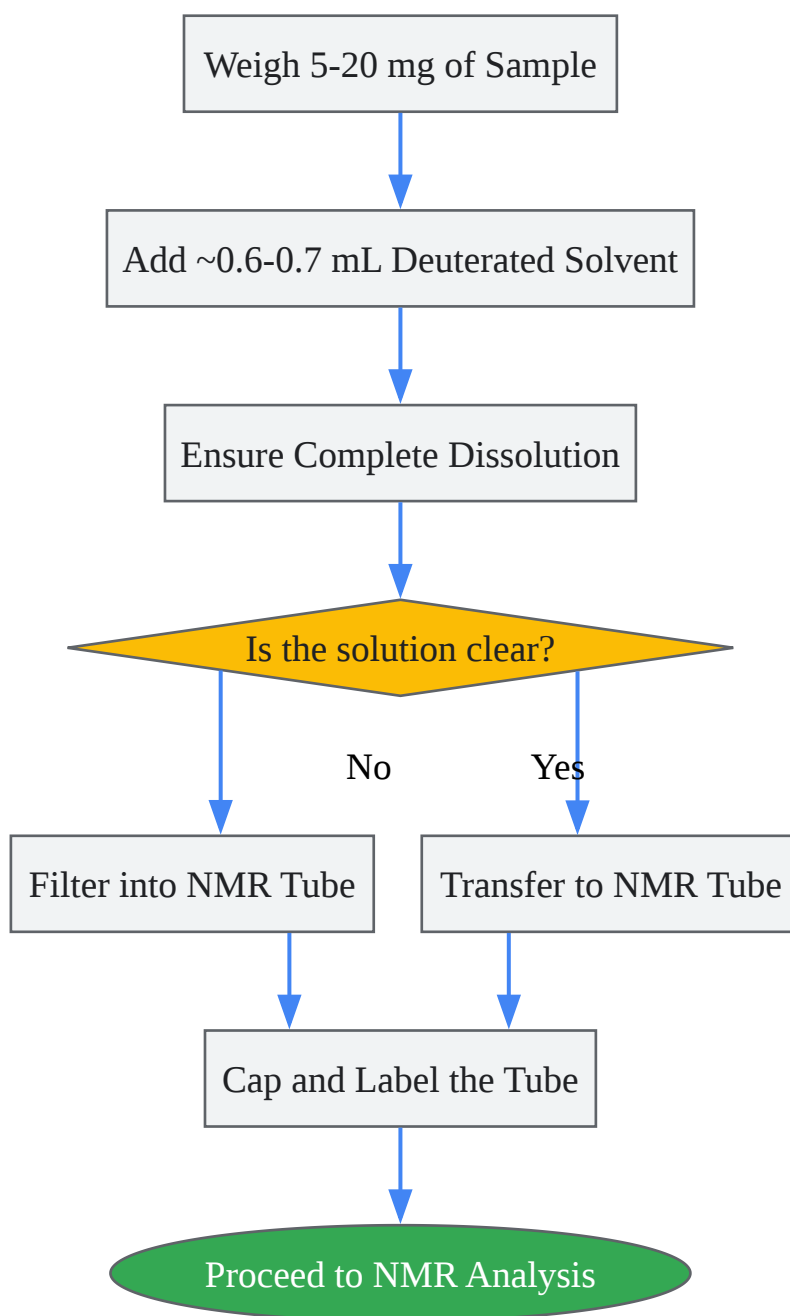 Weigh 5-20 mg of Sample
Add ~0.6-0.7 mL Deuterated Solvent
Ensure Complete Dissolution
Is the solution clear?
No
Yes
Filter into NMR Tube
Transfer to NMR Tube
Cap and Label the Tube
Proceed to NMR Analysis